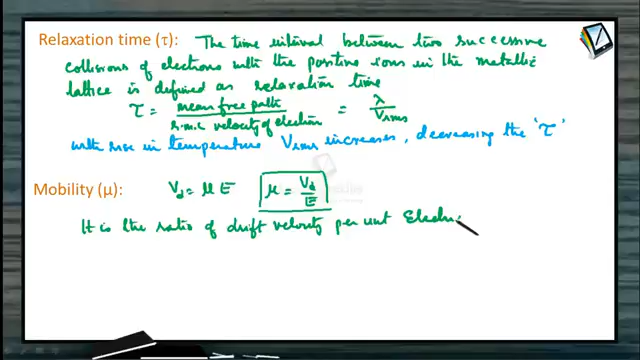 Relaxation time (τ): The time interval between two successive
collisions of electrons with the positive ions in the metallic
lattice is defined as relaxation time
τ = mean free path / r.m.s velocity of electron = λ / Vrms
with rise in temperature Vrms increases, decreasing the "τ"
Mobility (μ): Vd = μ E μ = Vd / E
It is the ratio of drift velocity per unit Electr